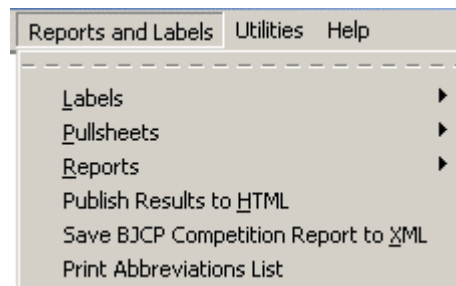 Reports and Labels Utilities Help
Labels
Pullsheets
Reports
Publish Results to HTML
Save BJCP Competition Report to XML
Print Abbreviations List